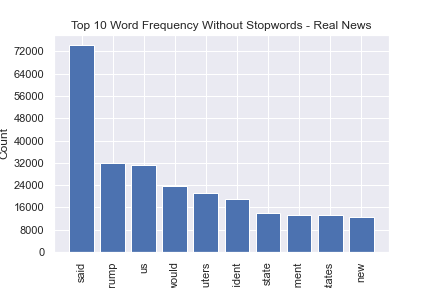 Top 10 Word Frequency Without Stopwords - Real News
72000
64000
56000
48000
40000
32000
24000
16000
8000
0
Count
said
rump
us
would
uters
ident
state
ment
tates
new